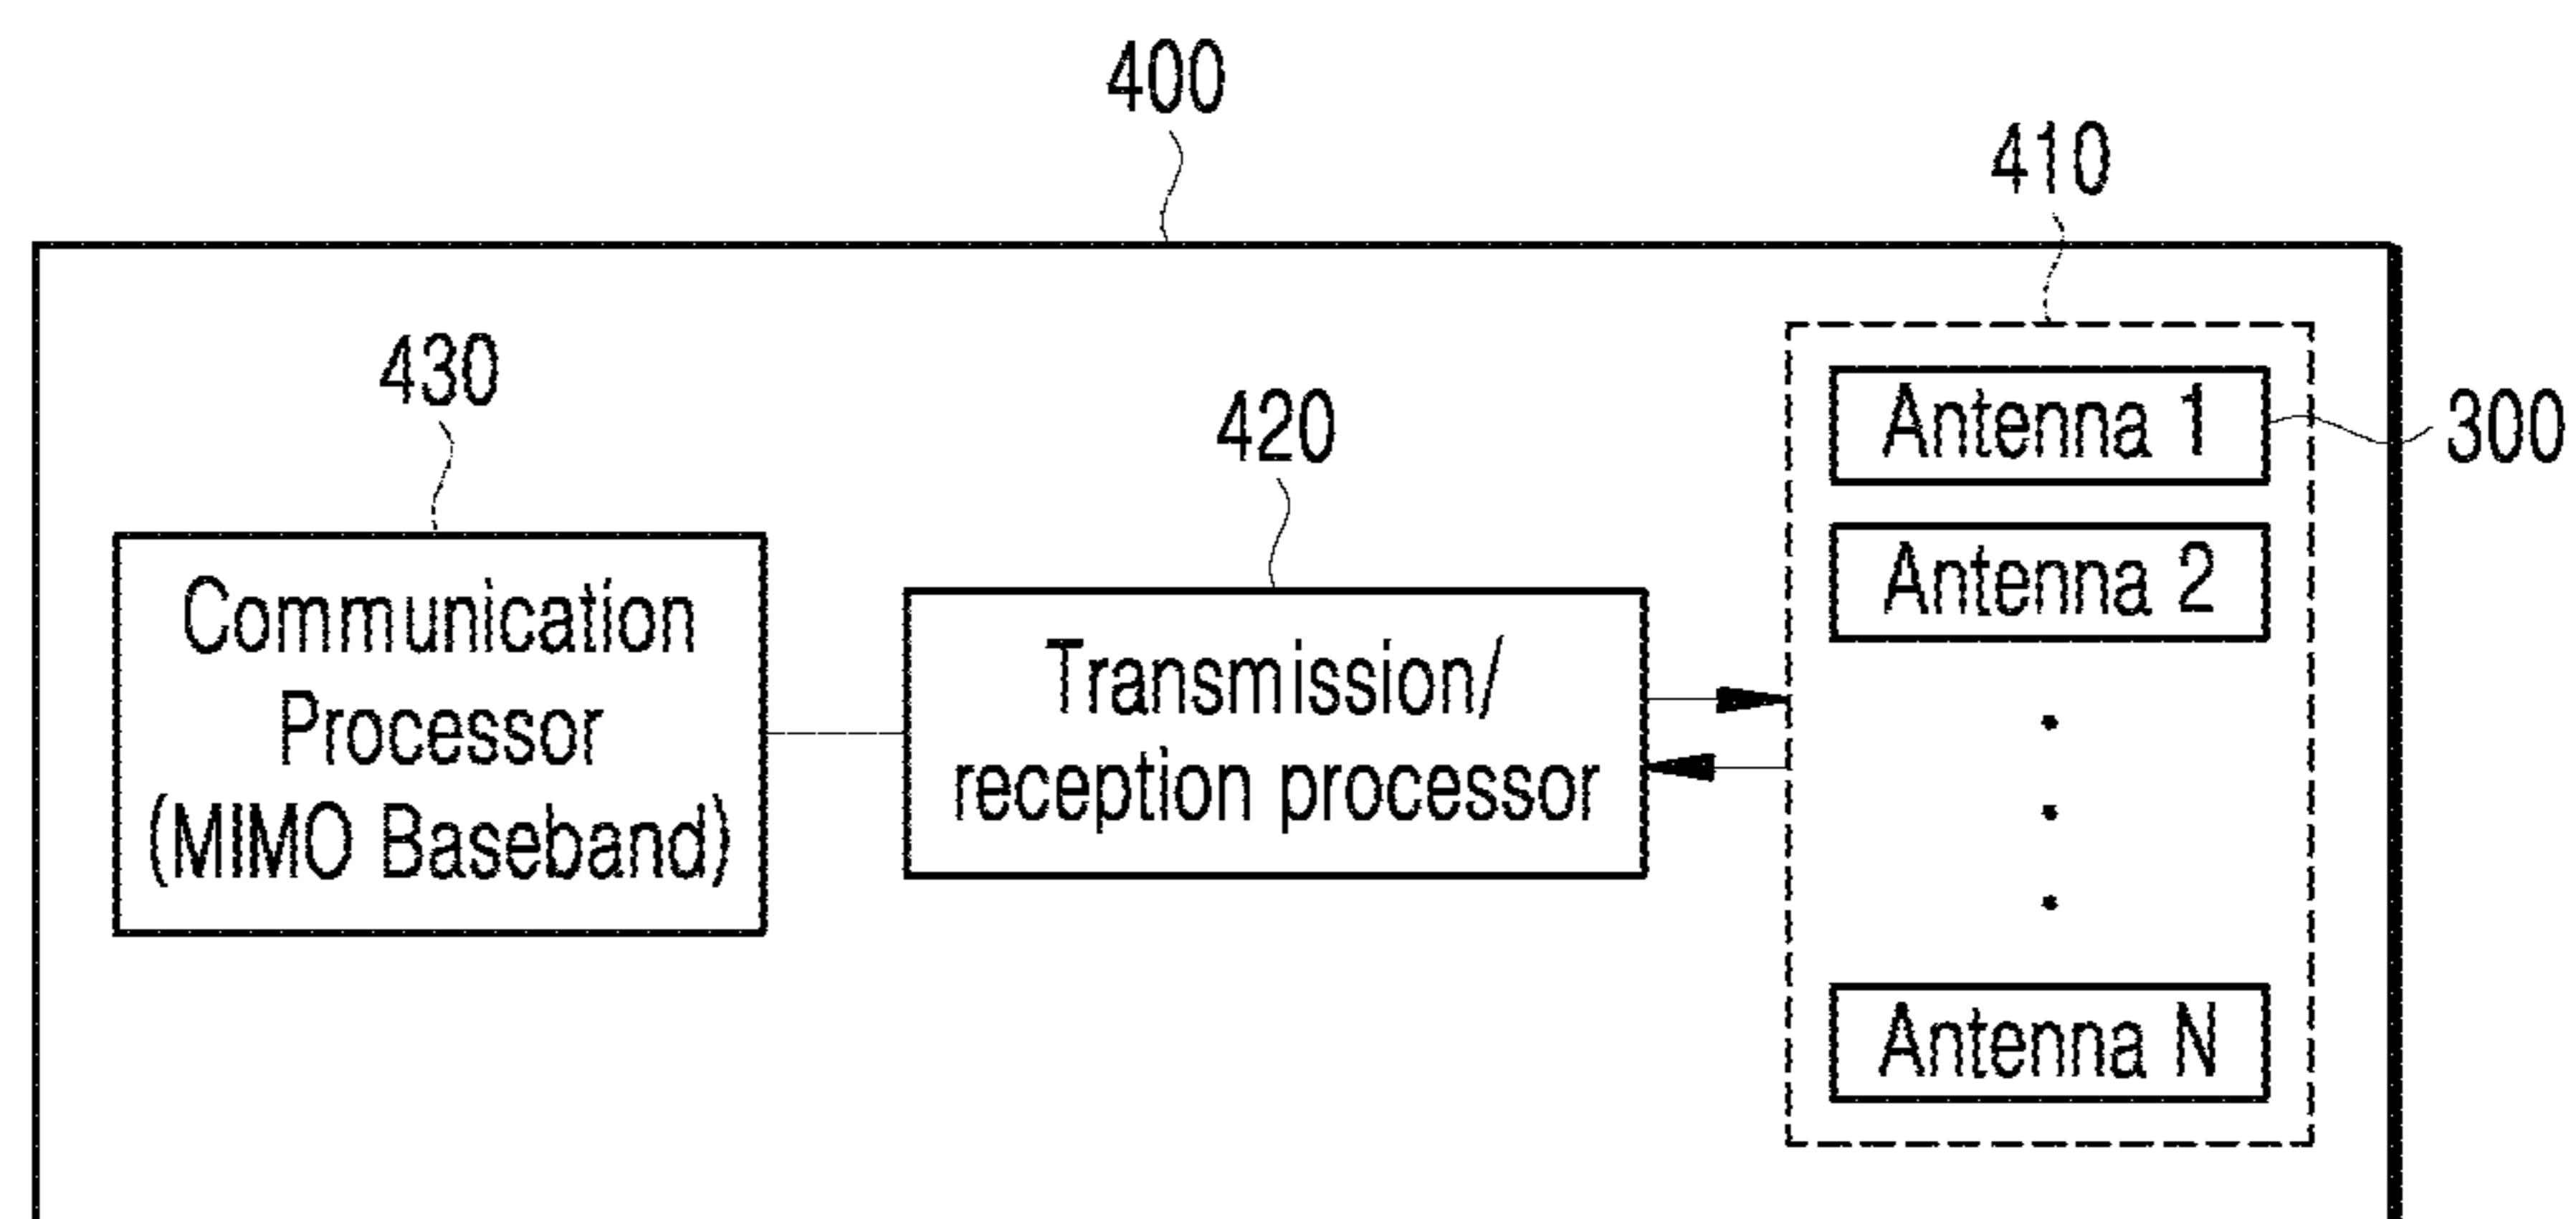 400
410
430
420
Antenna 1
300
Antenna 2
Communication
Processor
(MIMO Baseband)
Transmission/
reception processor
Antenna N